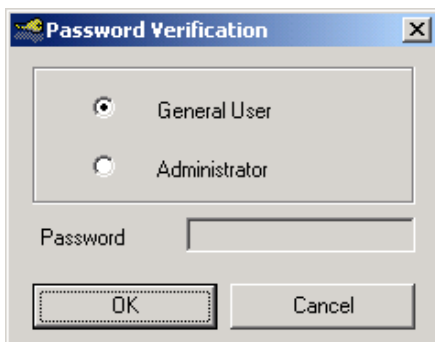 Password Verification
General User
Administrator
Password
OK
Cancel